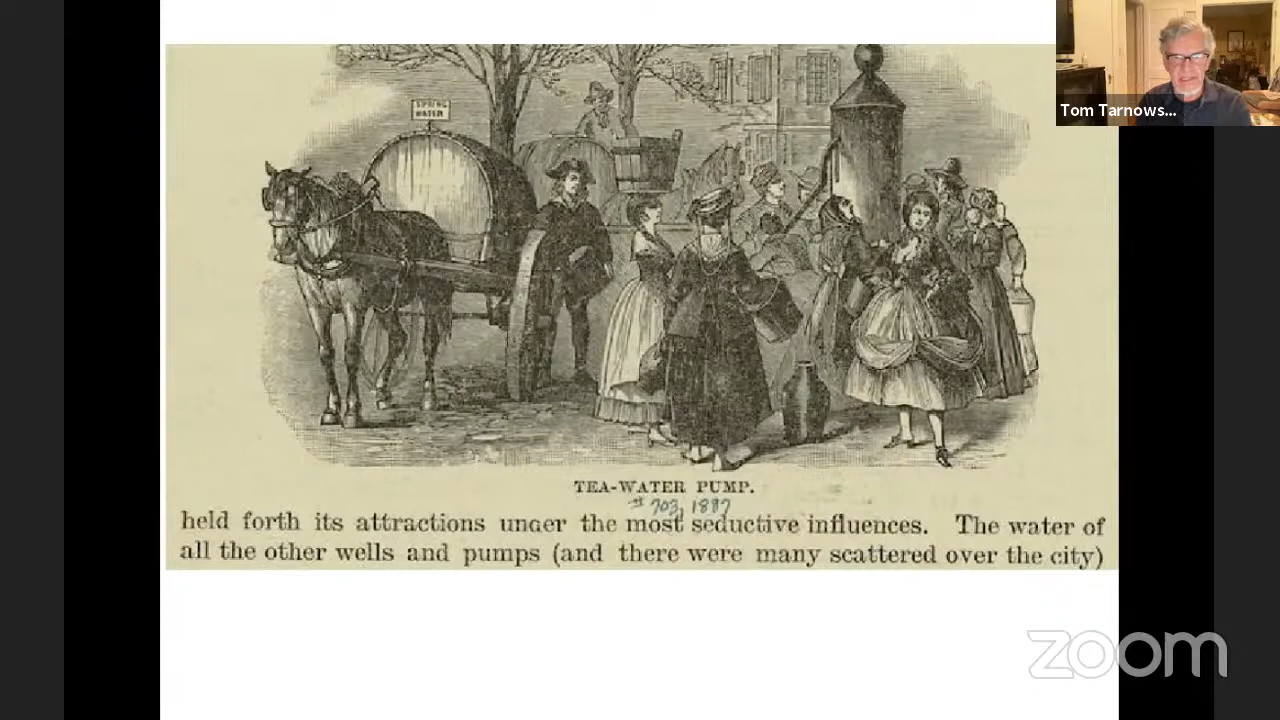 Tom Tarnows...
SPRING
WATER
TEA-WATER PUMP.
# 703, 1887
held forth its attractions under the most seductive influences. The water of
all the other wells and pumps (and there were many scattered over the city)
zoom